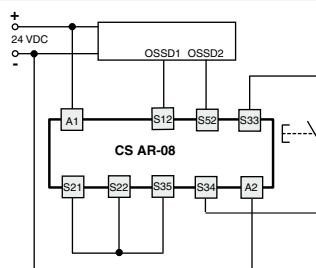 +
24 VDC
-
OSSD1 OSSD2
A1 S12 S52 S33
CS AR-08
S21 S22 S35 S34 A2